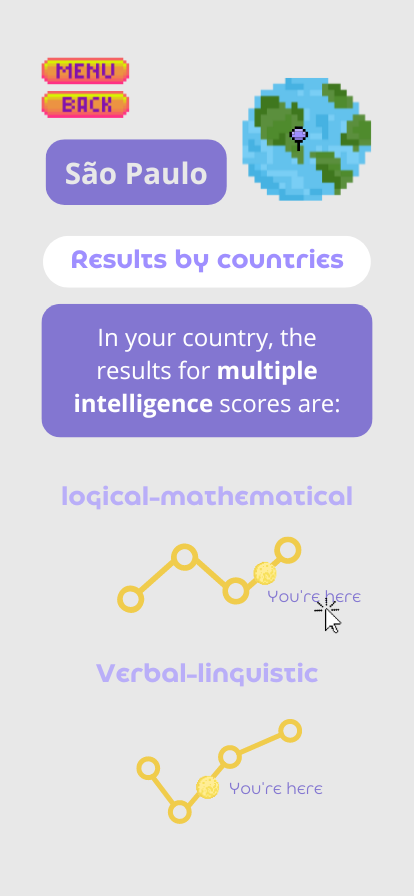 MENU
BACK
São Paulo
Results by countries
In your country, the
results for multiple
intelligence scores are:
logical-mathematical
You're here
Verbal-linguistic
You're here